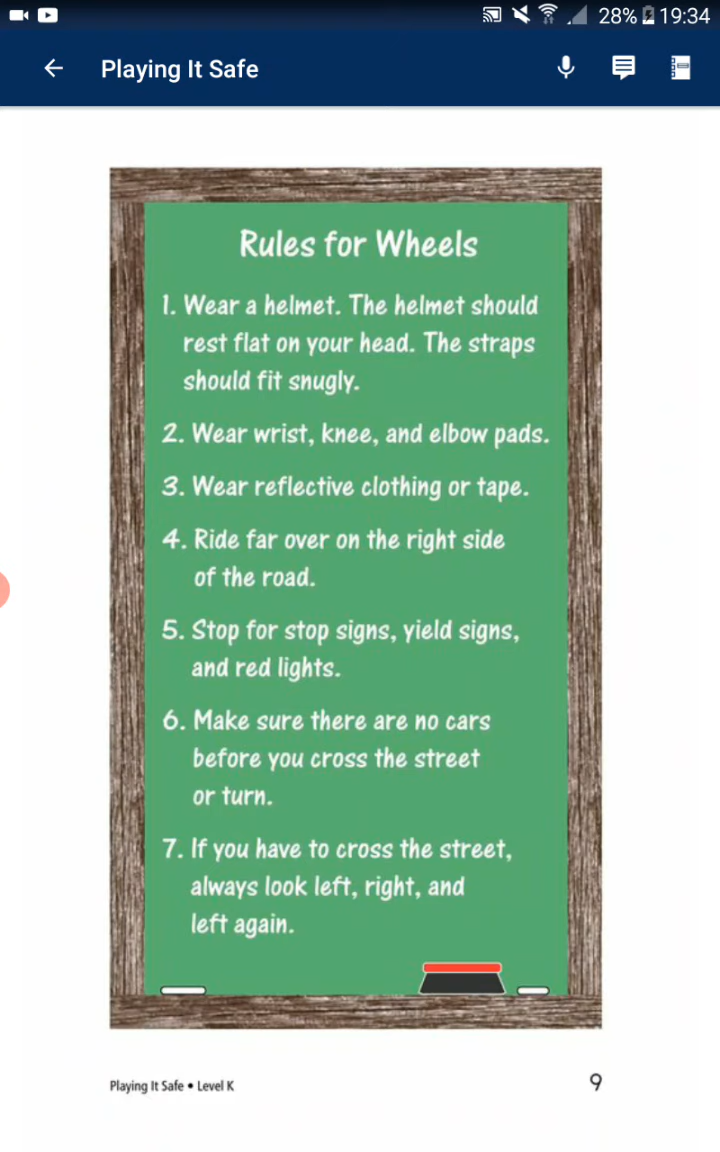 28% 19:34
Playing It Safe
Rules for Wheels
1. Wear a helmet. The helmet should
rest flat on your head. The straps
should fit snugly.
2. Wear wrist, knee, and elbow pads.
3. Wear reflective clothing or tape.
4. Ride far over on the right side
of the road.
5. Stop for stop signs, yield signs,
and red lights.
6. Make sure there are no cars
before you cross the street
or turn.
7. If you have to cross the street,
always look left, right, and
left again.
Playing It Safe • Level K
9